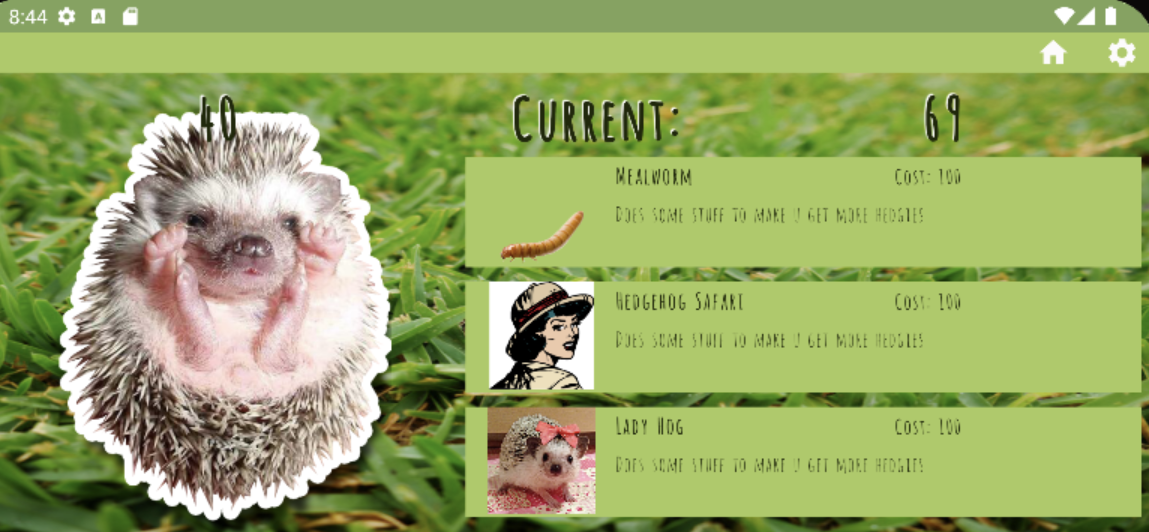 8:44
40
Current:
69
Mealworm
Cost: 100
Does some stuff to make u get more hedgies
Hedgehog Safari
Cost: 100
Does some stuff to make u get more hedgies
Lady Hog
Cost: 100
Does some stuff to make u get more hedgies